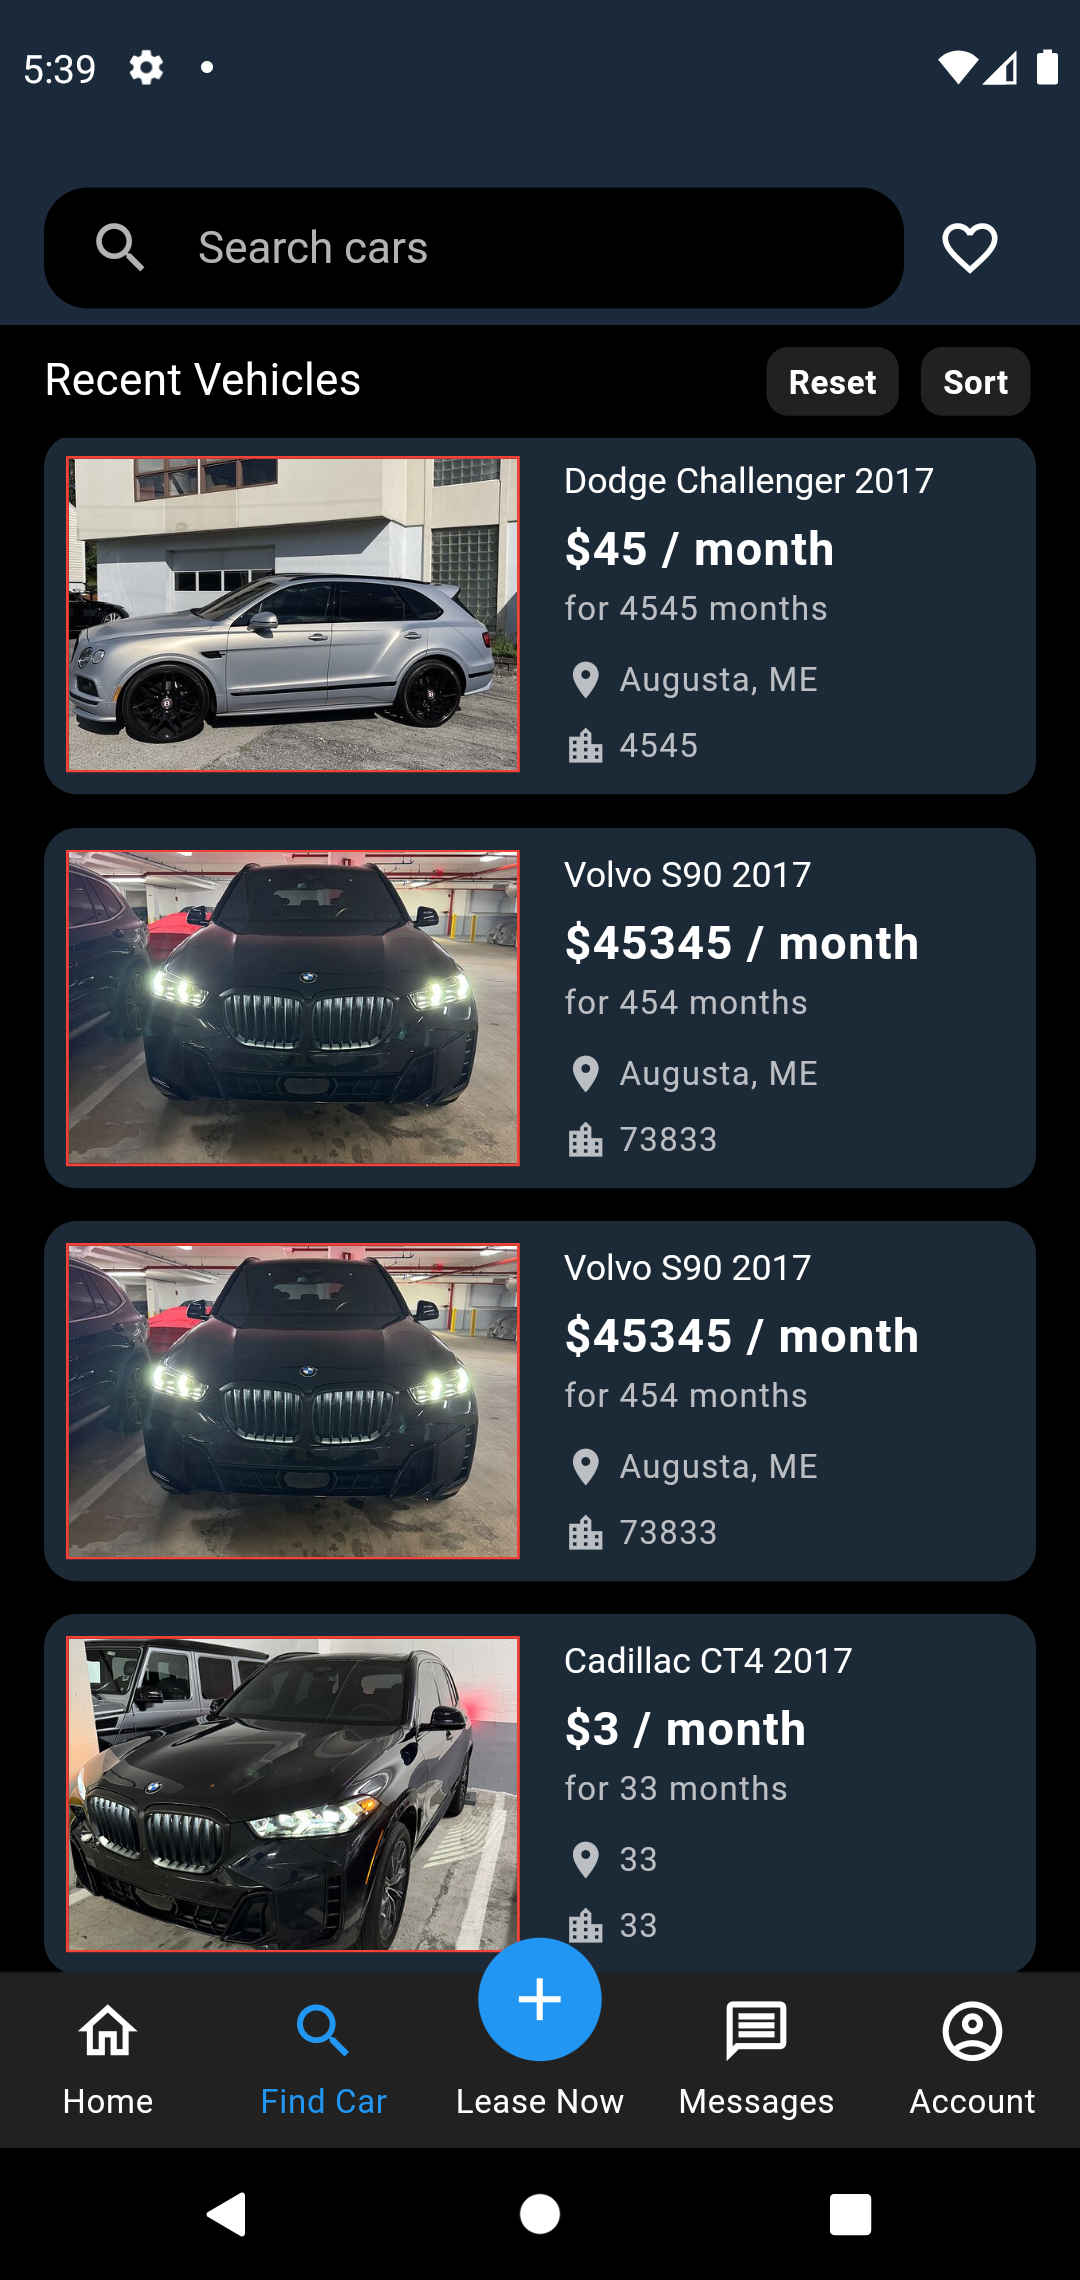 5:39
Search cars
Recent Vehicles
Reset
Sort
Dodge Challenger 2017
$45 / month
for 4545 months
Augusta, ME
4545
Volvo S90 2017
$45345 / month
for 454 months
Augusta, ME
73833
Volvo S90 2017
$45345 / month
for 454 months
Augusta, ME
73833
Cadillac CT4 2017
$3 / month
for 33 months
33
33
Home
Find Car
Lease Now
Messages
Account